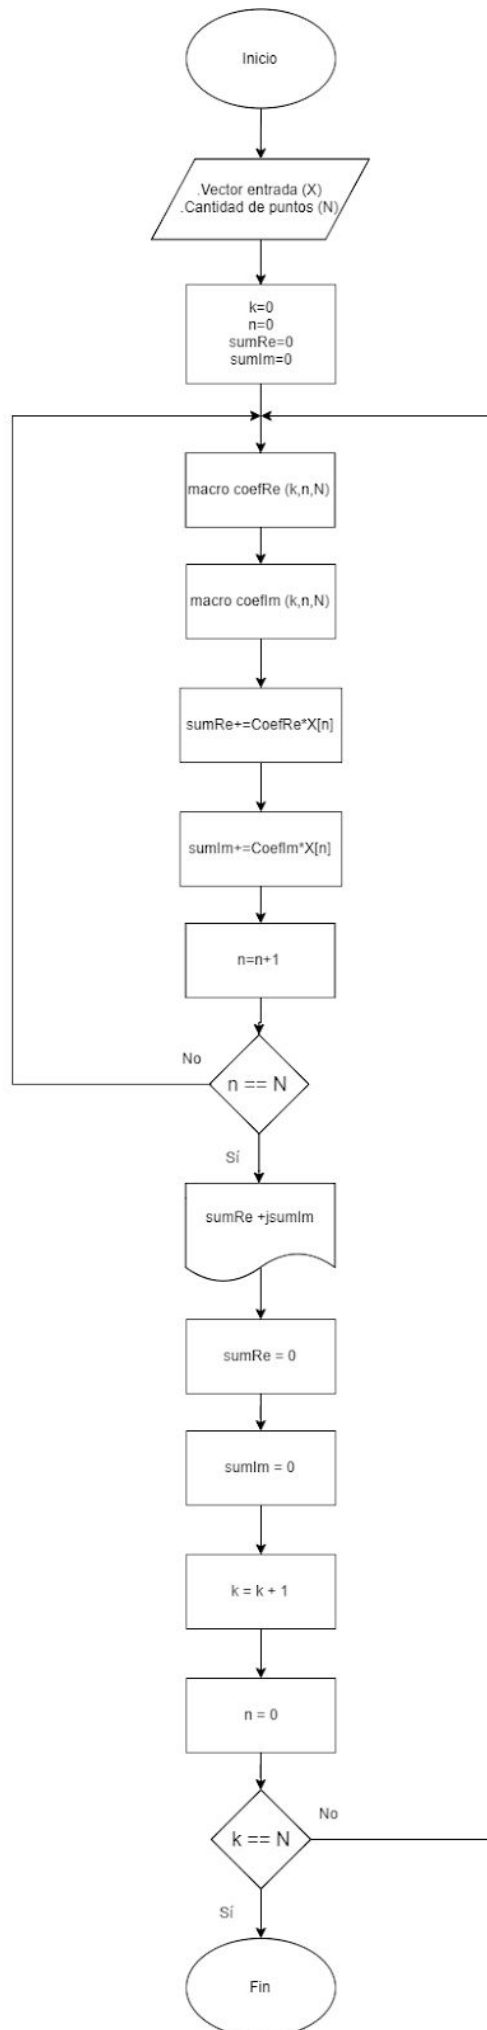 Inicio
.Vector entrada (X)
.Cantidad de puntos (N)
k=0
n=0
sumRe=0
sumIm=0
macro coefRe (k,n,N)
macro coefIm (k,n,N)
sumRe+=CoefRe*X[n]
sumIm+=CoefIm*X[n]
n=n+1
No
n == N
Sí
sumRe +jsumIm
sumRe = 0
sumIm = 0
k = k + 1
n = 0
No
k == N
Sí
Fin